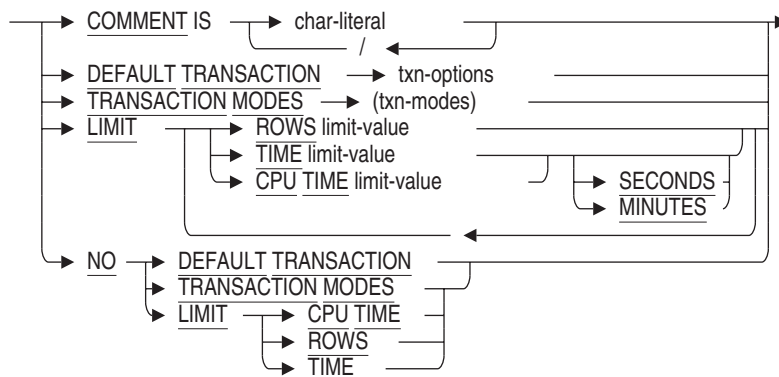 COMMENT IS char-literal
/
DEFAULT TRANSACTION txn-options
TRANSACTION MODES (txn-modes)
LIMIT ROWS limit-value
TIME limit-value
CPU TIME limit-value SECONDS
MINUTES
NO DEFAULT TRANSACTION
TRANSACTION MODES
LIMIT CPU TIME
ROWS
TIME